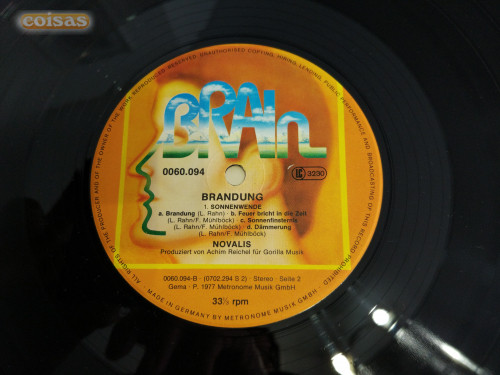 coisas
ALL RIGHTS OF THE PRODUCER AND OF THE OWNER OF THE WORK REPRODUCED RESERVED. UNAUTHORISED COPYING, HIRING, LENDING, PUBLIC PERFORMANCE AND BROADCASTING OF THIS RECORD PROHIBITED
BRAIN
0060.094
LC 3230
BRANDUNG
1. SONNENWENDE
a. Brandung (L. Rahn) · b. Feuer bricht in die Zeit
(L. Rahn/F. Mühlböck) · c. Sonnenfinsternis
(L. Rahn/F. Mühlböck) · d. Dämmerung
(L. Rahn/F. Mühlböck)
NOVALIS
Produziert von Achim Reichel für Gorilla Musik
0060.094-B · (0702.294 S 2) · Stereo · Seite 2
Gema · P · 1977 Metronome Musik GmbH
33⅓ rpm
MADE IN GERMANY BY METRONOME MUSIK GMBH